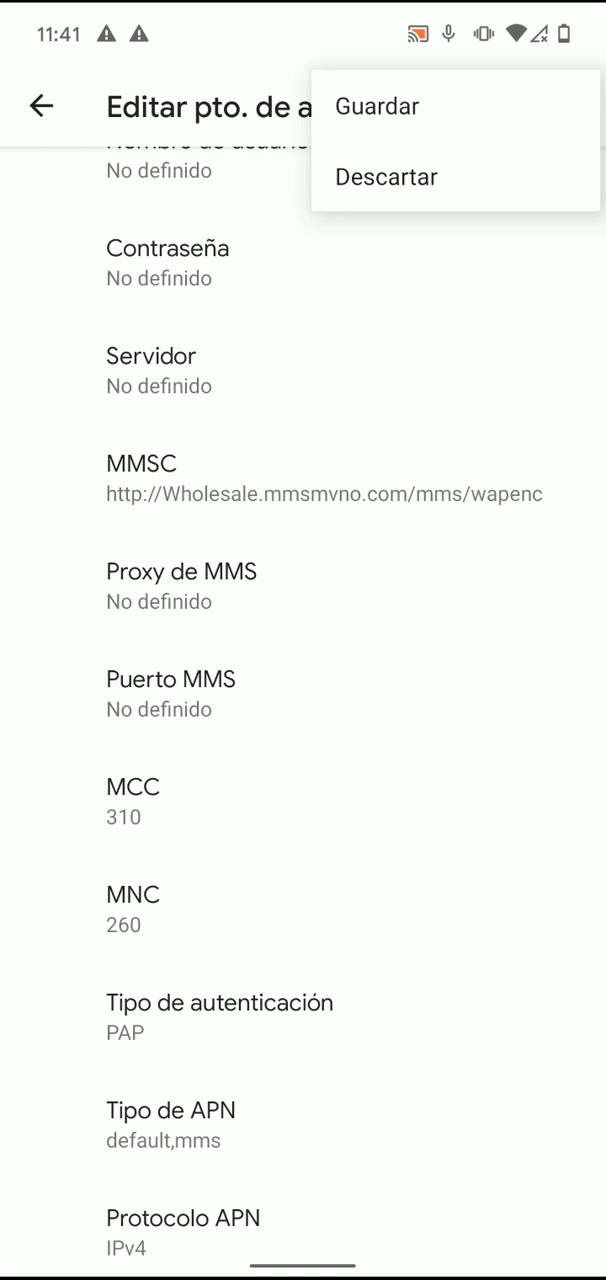 11:41
Editar pto. de a
Guardar
Descartar
No definido
Contraseña
No definido
Servidor
No definido
MMSC
http://Wholesale.mmsmvno.com/mms/wapenc
Proxy de MMS
No definido
Puerto MMS
No definido
MCC
310
MNC
260
Tipo de autenticación
PAP
Tipo de APN
default,mms
Protocolo APN
IPv4